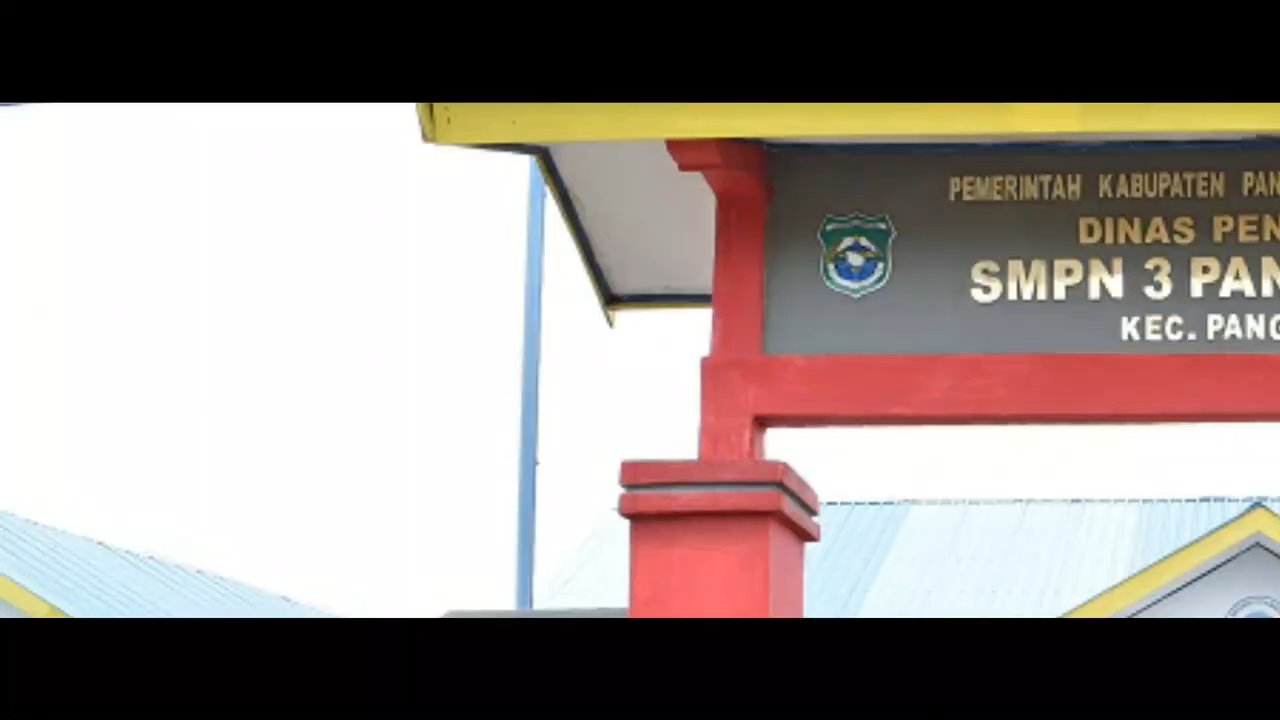 PEMERINTAH KABUPATEN PAN
DINAS PEN
SMPN 3 PAN
KEC. PANG